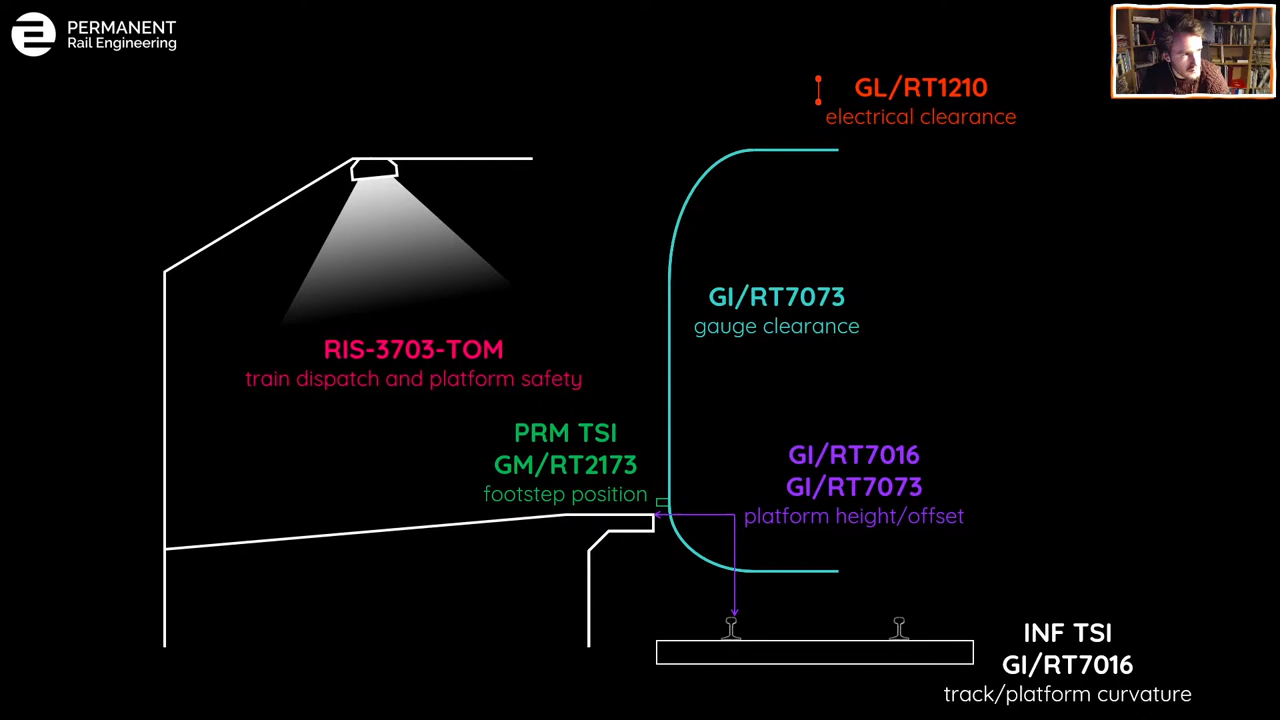 PERMANENT
Rail Engineering
GL/RT1210
electrical clearance
GI/RT7073
gauge clearance
RIS-3703-TOM
train dispatch and platform safety
PRM TSI
GM/RT2173
footstep position
GI/RT7016
GI/RT7073
platform height/offset
INF TSI
GI/RT7016
track/platform curvature